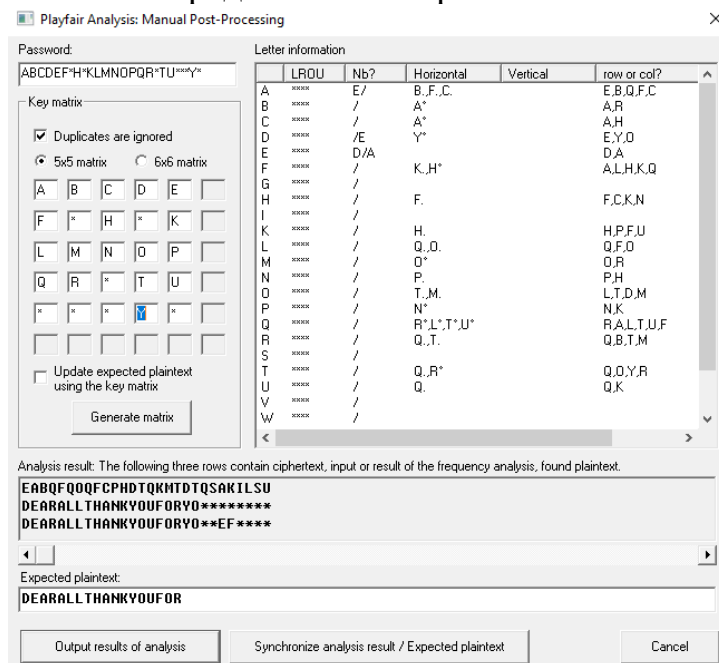 Playfair Analysis: Manual Post-Processing
Password:
ABCDEF*H*KLMNOPQR*TU***Y*
Key matrix
Duplicates are ignored
5x5 matrix 6x6 matrix
A B C D E
F * H * K
L M N O P
Q R * T U
* * * Y *
Update expected plaintext
using the key matrix
Generate matrix
Letter information
LROU Nb? Horizontal Vertical row or col?
A **** E/ B.,F.,C. E,B,Q,F,C
B **** / A* A,R
C **** / A* A,H
D **** /E Y* E,Y,O
E **** D/A D,A
F **** / K.,H* A,L,H,K,Q
G **** /
H **** / F. F,C,K,N
I **** /
K **** / H. H,P,F,U
L **** / Q.,O. Q,F,O
M **** / O* O,R
N **** / P. P,H
O **** / T.,M. L,T,D,M
P **** / N* N,K
Q **** / R*,L*,T*,U* R,A,L,T,U,F
R **** / Q.,T. Q,B,T,M
S **** /
T **** / Q.,R* Q,O,Y,R
U **** / Q. Q,K
V **** /
W **** /
Analysis result: The following three rows contain ciphertext, input or result of the frequency analysis, found plaintext.
EABQFQOQFCPHDTQKMTDTQSAKILSU
DEARALLTHANKYOUFORYO********
DEARALLTHANKYOUFORYO**EF****
Expected plaintext:
DEARALLTHANKYOUFOR
Output results of analysis
Synchronize analysis result / Expected plaintext
Cancel